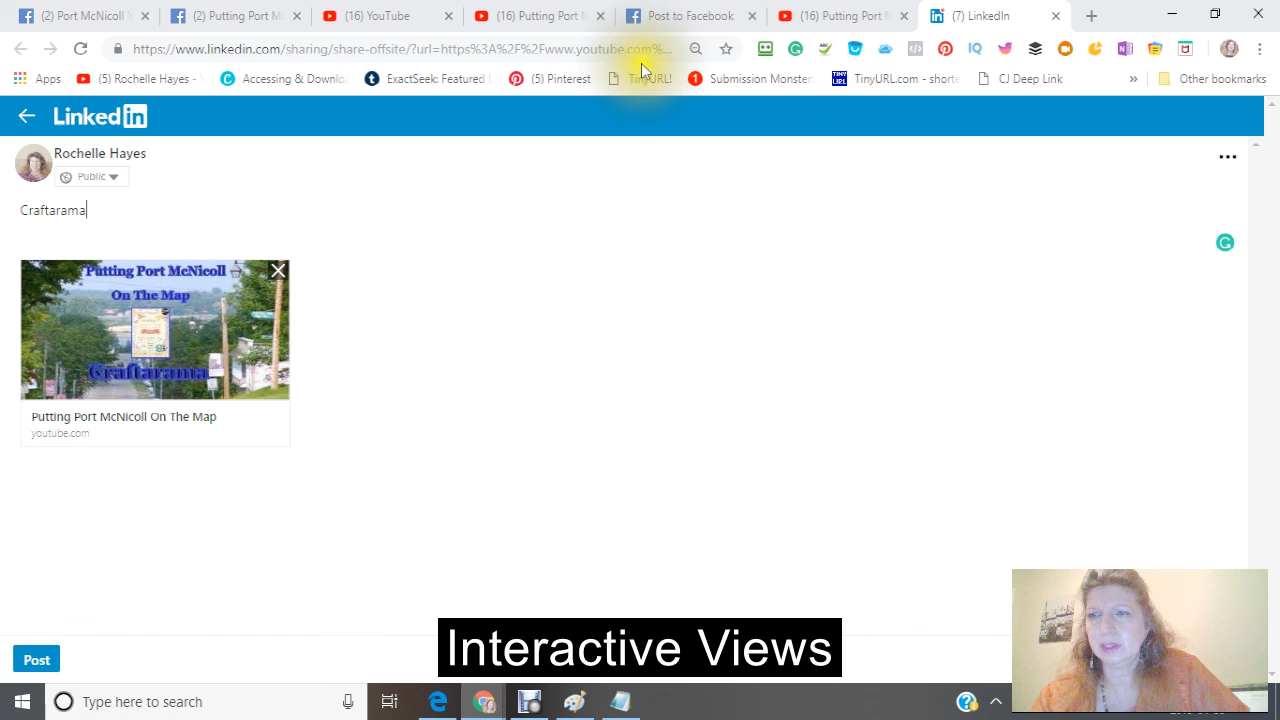 (2) Port McNicoll
(2) Putting Port M
(16) YouTube
(16) Putting Port M
Post to Facebook
(16) Putting Port M
(7) LinkedIn
https://www.linkedin.com/sharing/share-offsite/?url=https%3A%2F%2Fwww.youtube.com%...
Apps
(5) Rochelle Hayes -
Accessing & Downlo
ExactSeek: Featured
(5) Pinterest
TinyURL!
Submission Monster
TinyURL.com - shorte
CJ Deep Link
»
Other bookmarks
Linked in
Rochelle Hayes
Public
Craftarama
Putting Port McNicoll
On The Map
Craftarama
Putting Port McNicoll On The Map
youtube.com
Interactive Views
Post
Type here to search